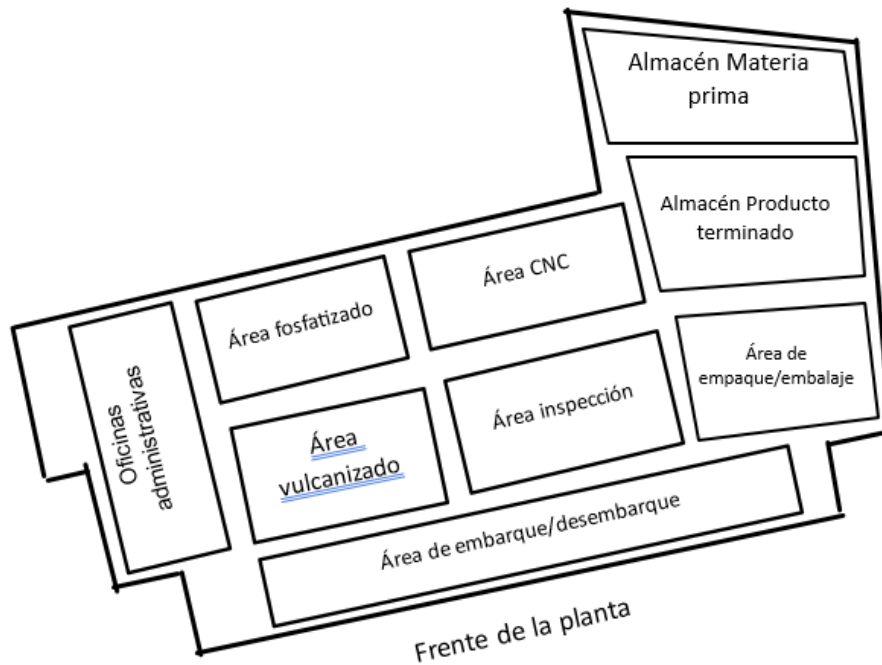 Almacén Materia
prima
Almacén Producto
terminado
Área CNC
Área fosfatizado
Área de
empaque/embalaje
Área inspección
Área
vulcanizado
Oficinas
administrativas
Área de embarque/desembarque
Frente de la planta